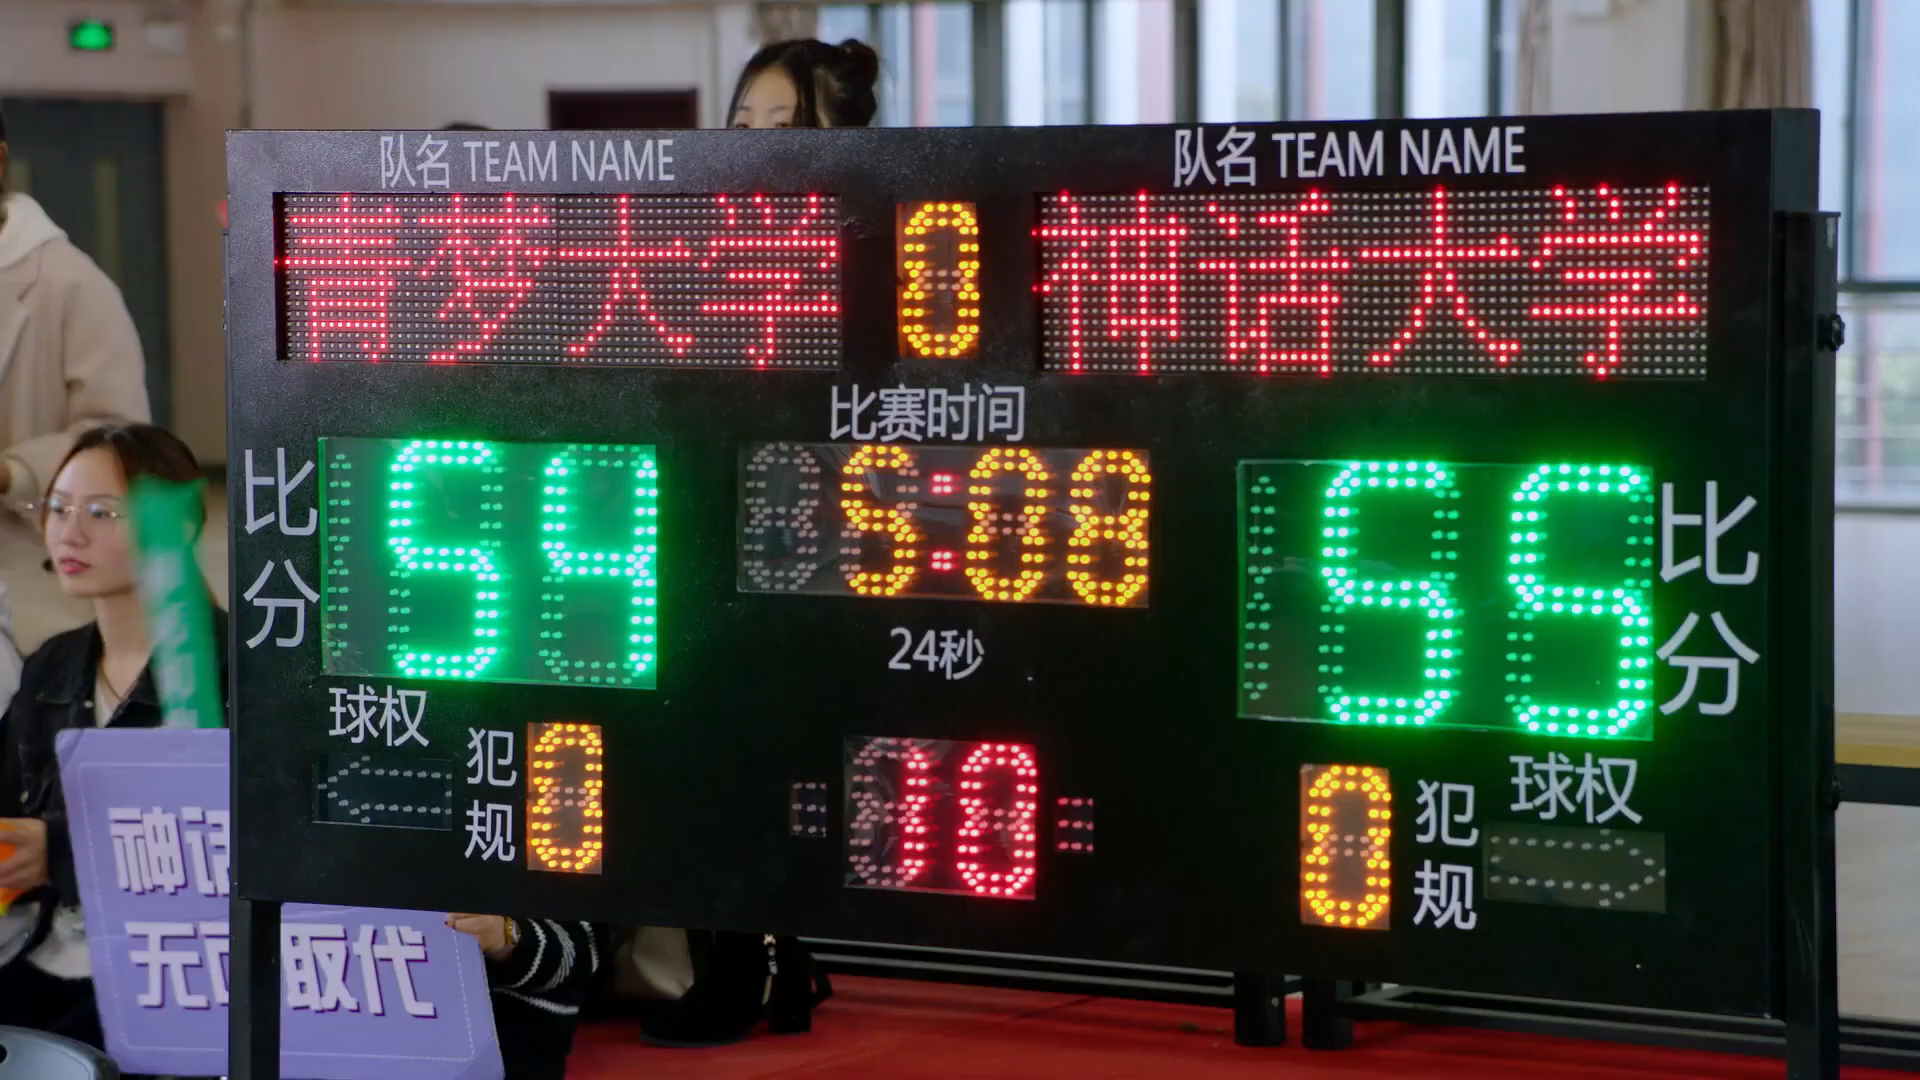 队名 TEAM NAME
队名 TEAM NAME
青梦大学
0
神话大学
比赛时间
比分
54
5:08
55
比分
24秒
球权
犯规
0
10
0
犯规
球权
神话
无可取代